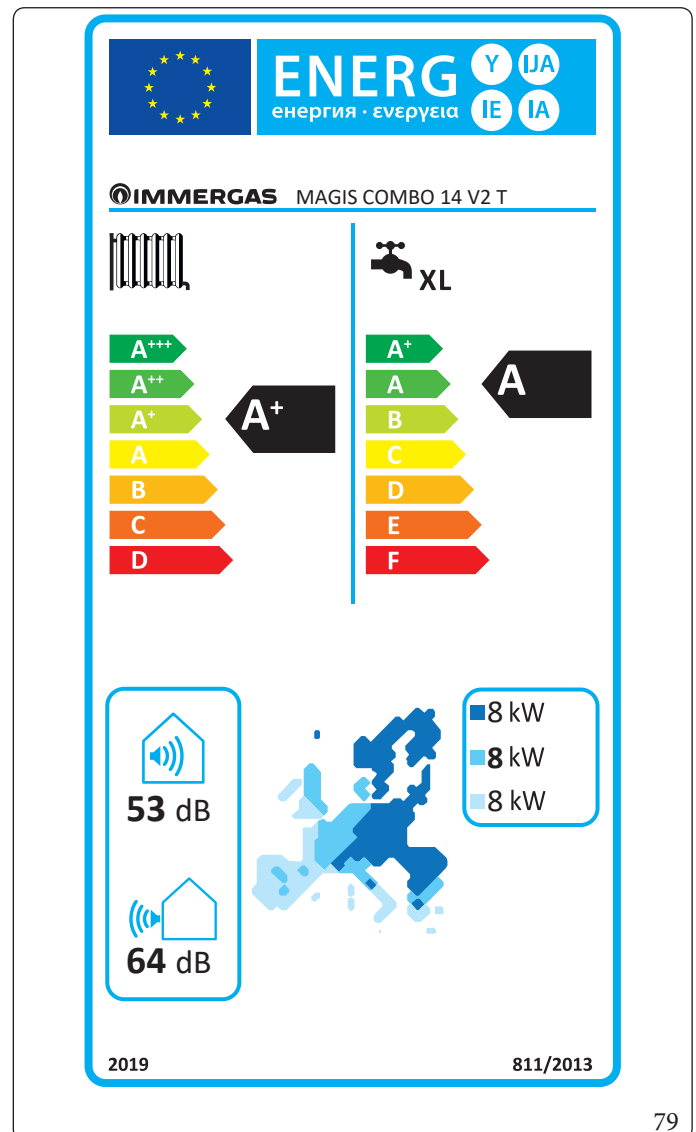 ENERG Y IJA
енергия · ενεργεια IE IA
IMMERGAS MAGIS COMBO 14 V2 T
XL
A+++
A++
A+
A
B
C
D
A+
A+
A
B
C
D
E
F
A
53 dB
64 dB
8 kW
8 kW
8 kW
2019 811/2013
79